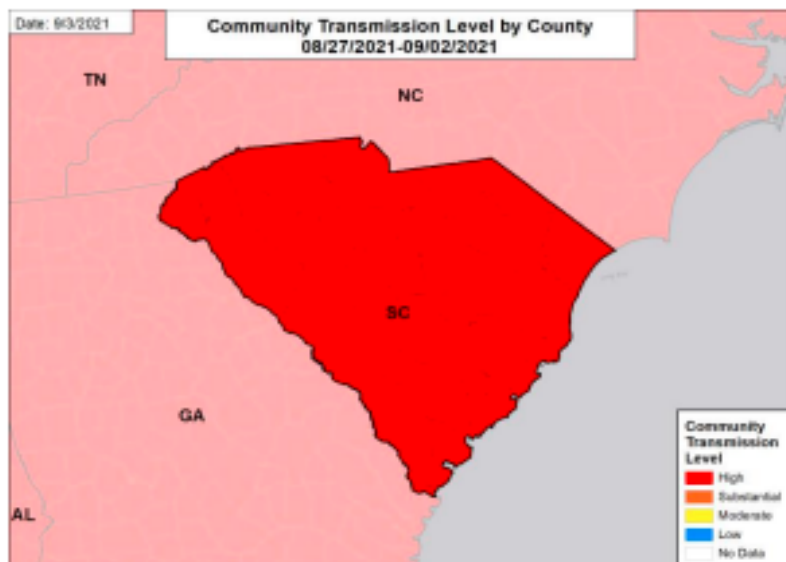 Date: 9/3/2021
Community Transmission Level by County
08/27/2021-09/02/2021
TN
NC
SC
GA
AL
Community
Transmission
Level
High
Substantial
Moderate
Low
No Data